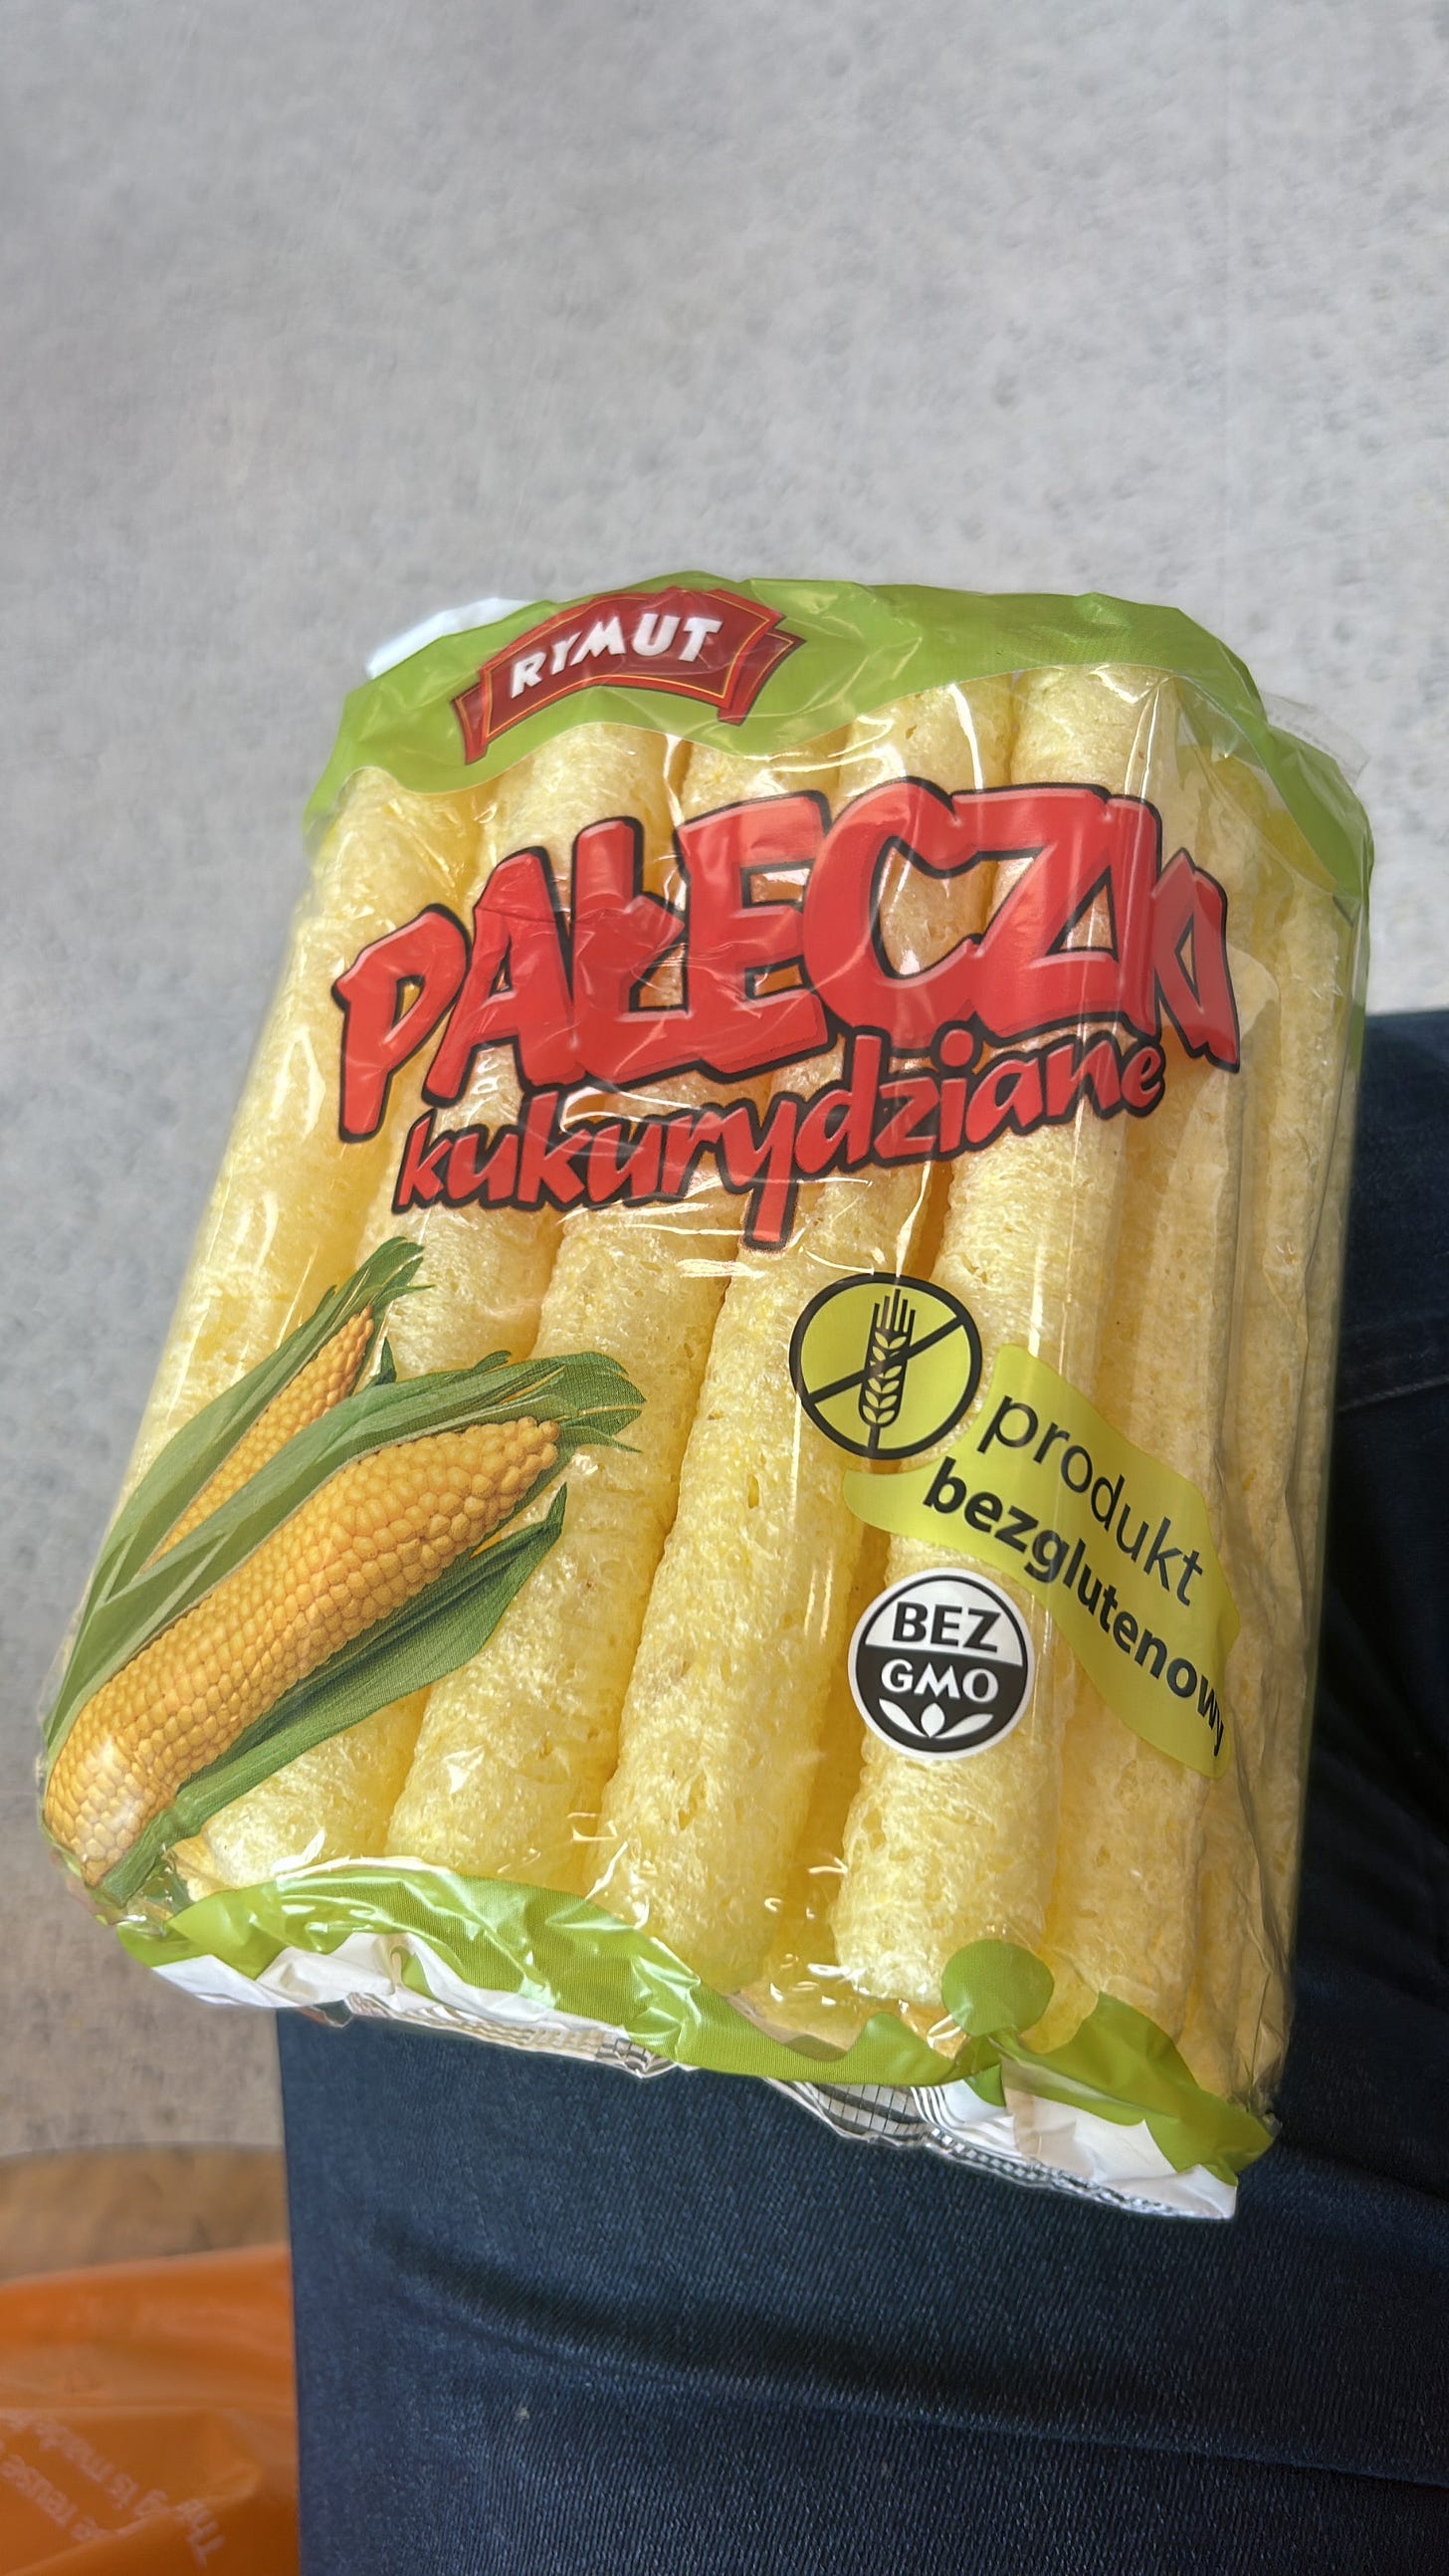 RYMUT
PAŁECZKI
kukurydziane
produkt
bezglutenowy
BEZ
GMO